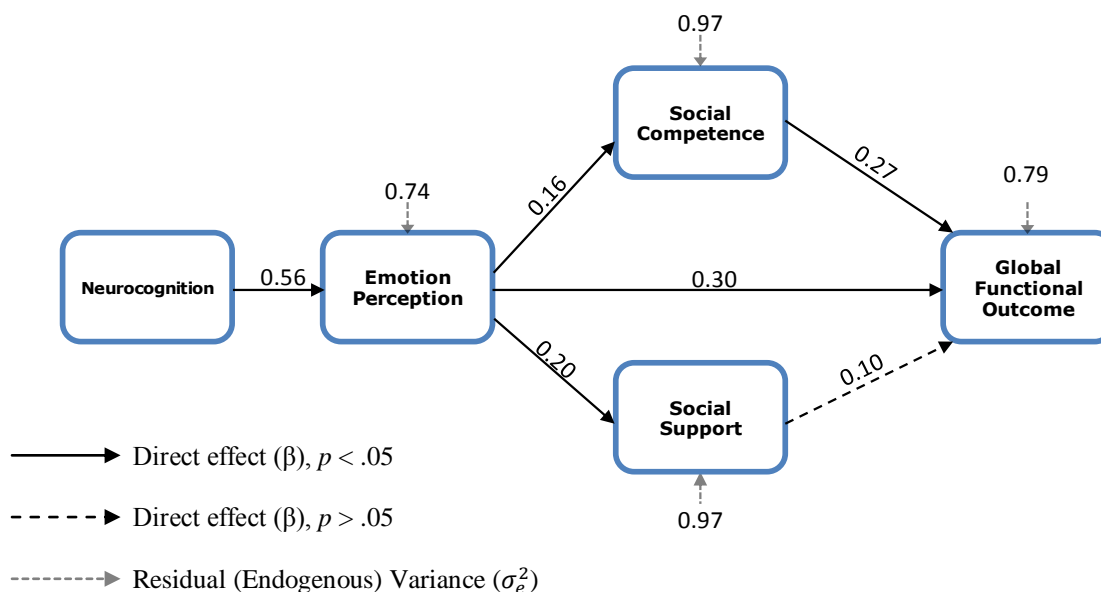 0.97
Social
Competence
0.27
0.16
0.79
0.74
Neurocognition
0.56
Emotion
Perception
0.30
Global
Functional
Outcome
0.20
0.10
Social
Support
0.97
Direct effect (β), p < .05
Direct effect (β), p > .05
Residual (Endogenous) Variance (σₑ²)